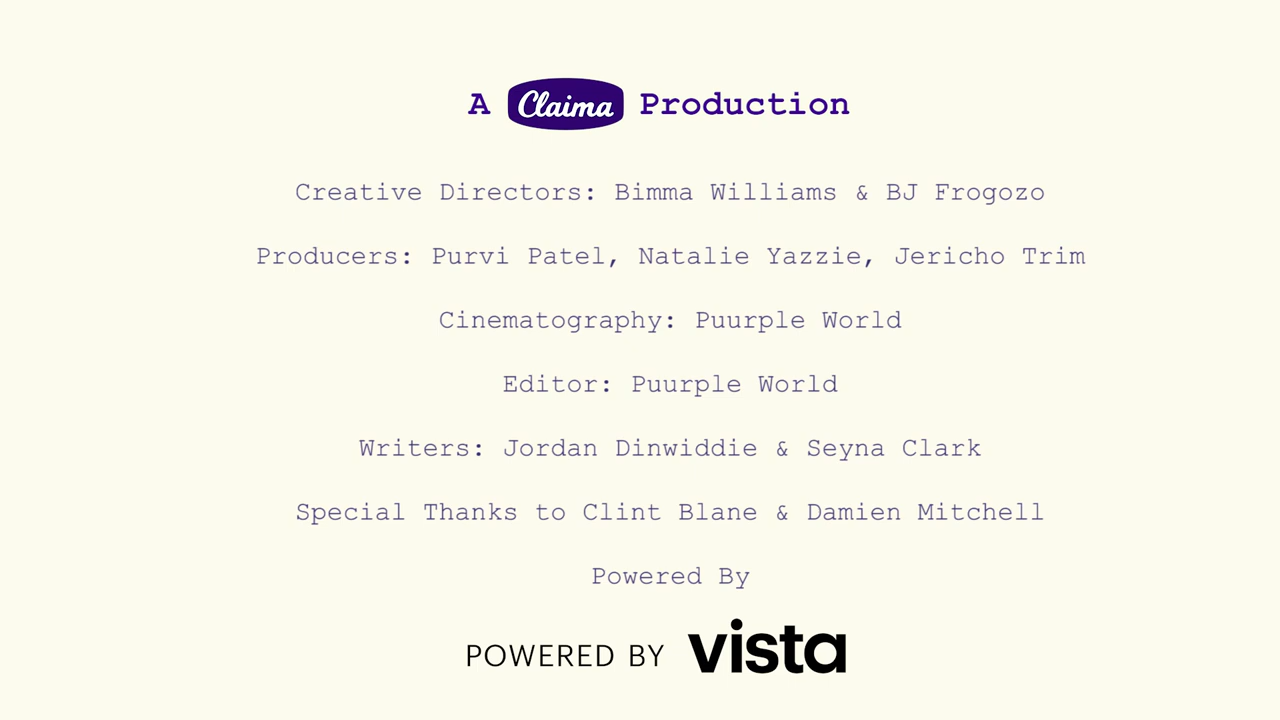 A Claima Production
Creative Directors: Bimma Williams & BJ Frogozo
Producers: Purvi Patel, Natalie Yazzie, Jericho Trim
Cinematography: Puurple World
Editor: Puurple World
Writers: Jordan Dinwiddie & Seyna Clark
Special Thanks to Clint Blane & Damien Mitchell
Powered By
POWERED BY vista